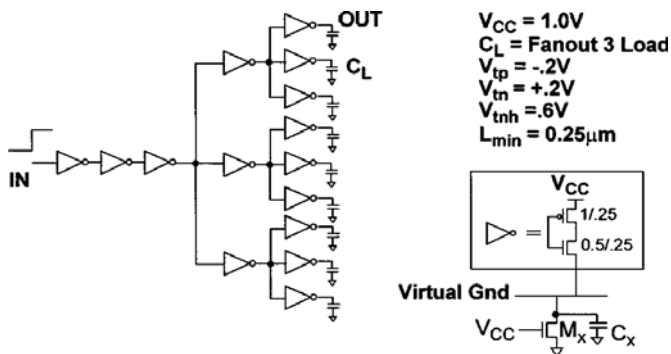 OUT
C_L
IN
V_CC = 1.0V
C_L = Fanout 3 Load
V_tp = -.2V
V_tn = +.2V
V_tnh = .6V
L_min = 0.25μm
V_CC
1/.25
0.5/.25
Virtual Gnd
V_CC
M_X
C_X